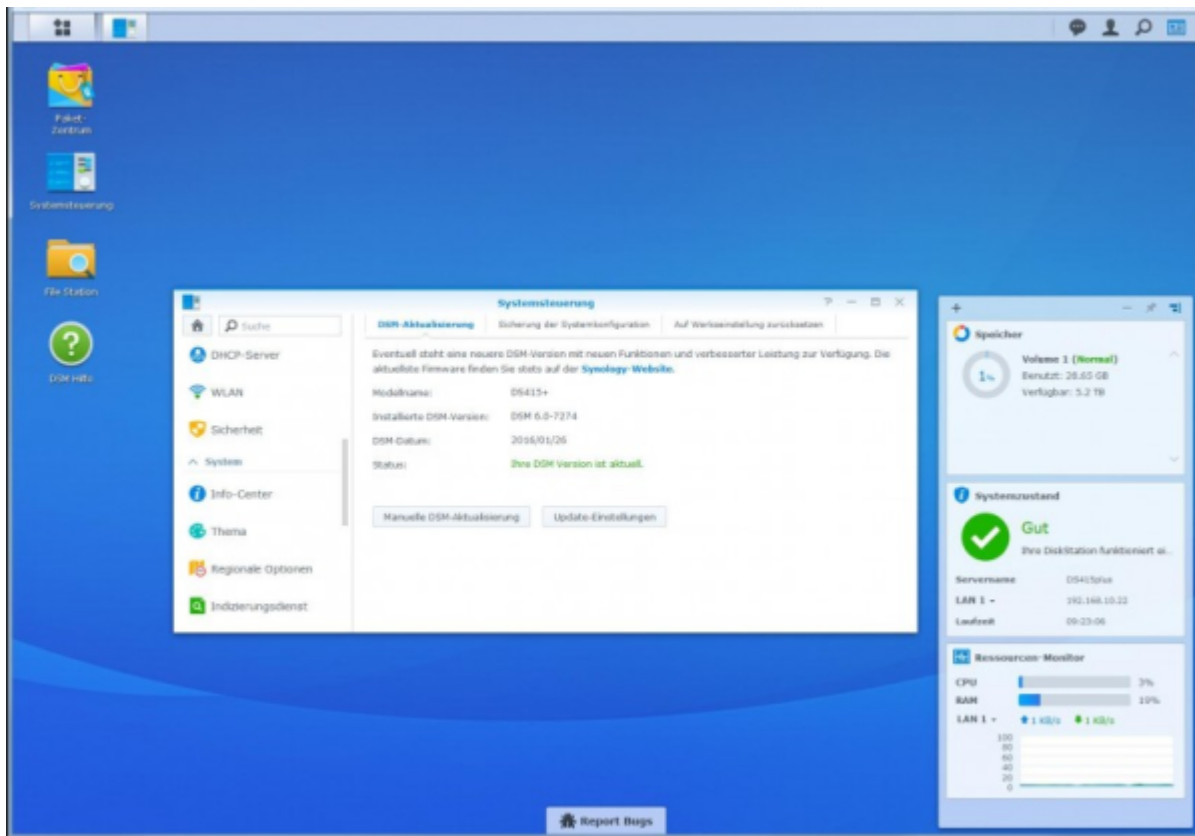 Paket-
Zentrum
Systemsteuerung
File Station
DSM Hilfe
Systemsteuerung
Suche
DHCP-Server
WLAN
Sicherheit
System
Info-Center
Thema
Regionale Optionen
Indizierungsdienst
DSM-Aktualisierung
Sicherung der Systemkonfiguration
Auf Werkseinstellung zurücksetzen
Eventuell steht eine neuere DSM-Version mit neuen Funktionen und verbesserter Leistung zur Verfügung. Die
aktuellste Firmware finden Sie stets auf der Synology-Website.
Modellname: DS415+
Installierte DSM-Version: DSM 6.0-7274
DSM-Datum: 2016/01/26
Status: Ihre DSM Version ist aktuell.
Manuelle DSM-Aktualisierung
Update-Einstellungen
Speicher
1%
Volume 1 (Normal)
Benutzt: 28.65 GB
Verfügbar: 5.2 TB
Systemzustand
Gut
Ihre DiskStation funktioniert ei...
Servername DS415plus
LAN 1 192.168.10.22
Laufzeit 09:23:06
Ressourcen-Monitor
CPU 3%
RAM 19%
LAN 1 1 KB/s 1 KB/s
100
80
60
40
20
0
Report Bugs